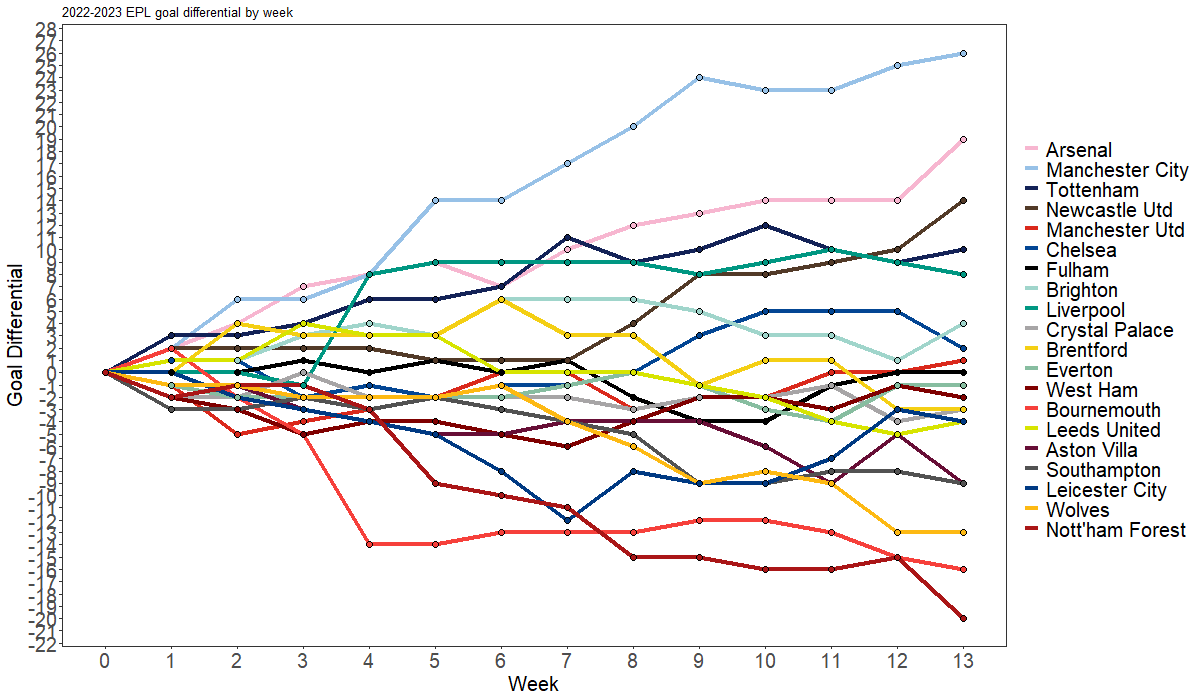 2022-2023 EPL goal differential by week
28
27
26
25
24
23
22
21
20
19
18
17
16
15
14
13
12
11
10
9
8
7
6
5
4
3
2
1
0
-1
-2
-3
-4
-5
-6
-7
-8
-9
-10
-11
-12
-13
-14
-15
-16
-17
-18
-19
-20
-21
-22
Goal Differential
0 1 2 3 4 5 6 7 8 9 10 11 12 13
Week
Arsenal
Manchester City
Tottenham
Newcastle Utd
Manchester Utd
Chelsea
Fulham
Brighton
Liverpool
Crystal Palace
Brentford
Everton
West Ham
Bournemouth
Leeds United
Aston Villa
Southampton
Leicester City
Wolves
Nott'ham Forest